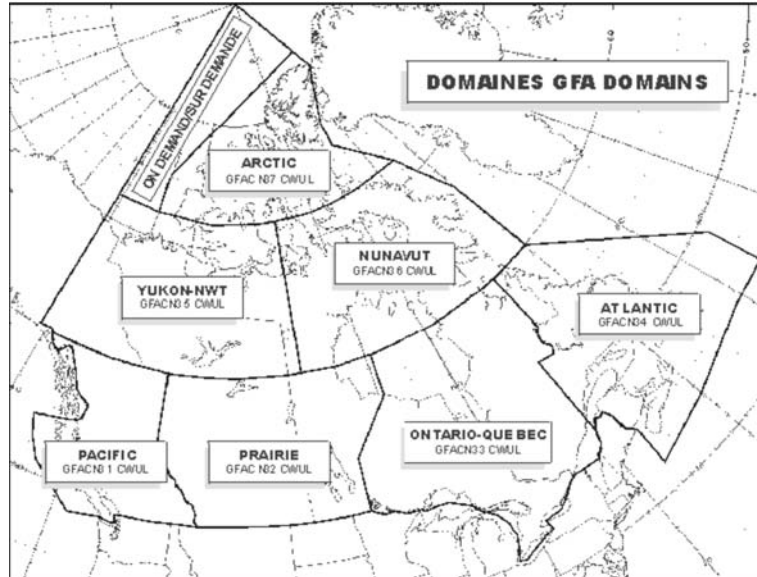 DOMAINES GFA DOMAINS
ON DEMAND/SUR DEMANDE
ARCTIC
GFACN37 CWUL
NUNAVUT
GFACN36 CWUL
YUKON-NWT
GFACN35 CWUL
ATLANTIC
GFACN34 CWUL
PACIFIC
GFACN31 CWUL
PRAIRIE
GFACN32 CWUL
ONTARIO-QUEBEC
GFACN33 CWUL